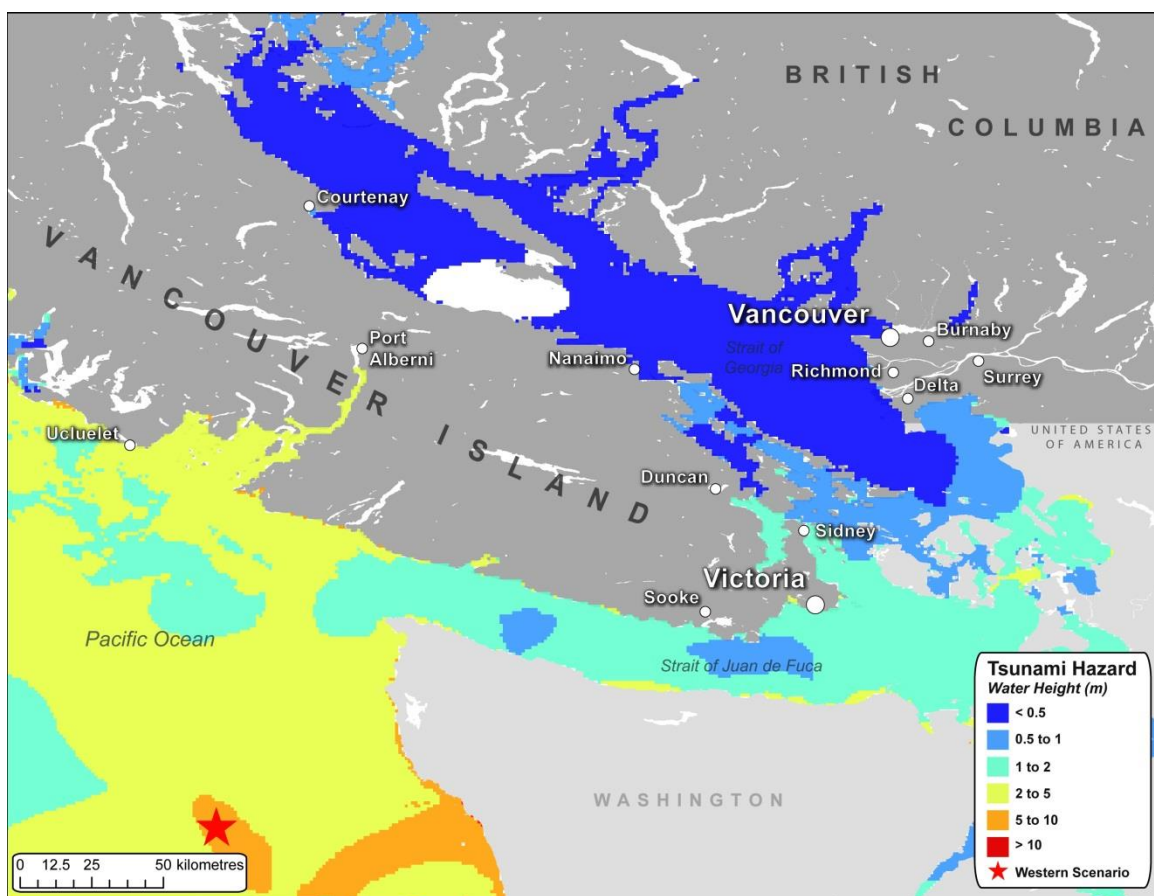 BRITISH
COLUMBIA
Courtenay
VANCOUVER ISLAND
Vancouver
Burnaby
Strait of
Georgia
Port
Alberni
Nanaimo
Richmond
Surrey
Delta
Ucluelet
UNITED STATES
OF AMERICA
Duncan
Sidney
Victoria
Sooke
Pacific Ocean
Strait of Juan de Fuca
Tsunami Hazard
Water Height (m)
< 0.5
0.5 to 1
1 to 2
2 to 5
5 to 10
> 10
Western Scenario
WASHINGTON
0 12.5 25 50 kilometres